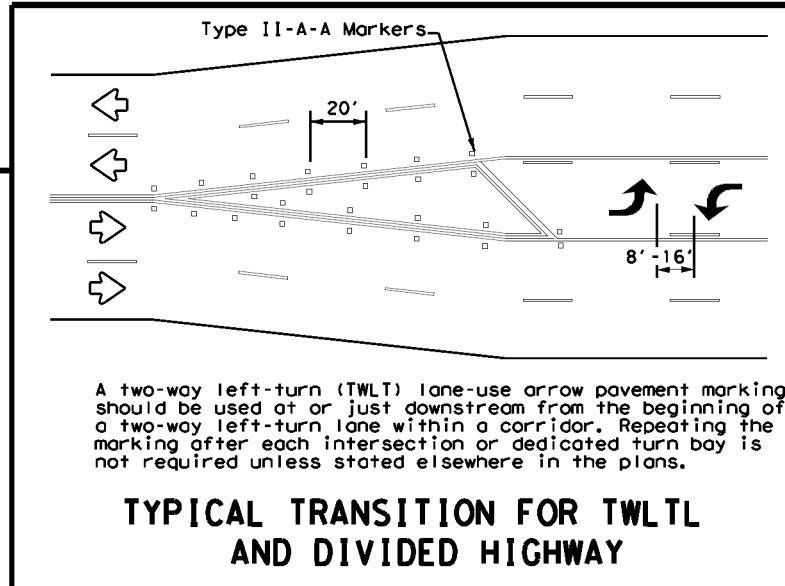 Type II-A-A Markers
20'
8' -16'
A two-way left-turn (TWLT) lane-use arrow pavement marking
should be used at or just downstream from the beginning of
a two-way left-turn lane within a corridor. Repeating the
marking after each intersection or dedicated turn bay is
not required unless stated elsewhere in the plans.
TYPICAL TRANSITION FOR TWLTL
AND DIVIDED HIGHWAY